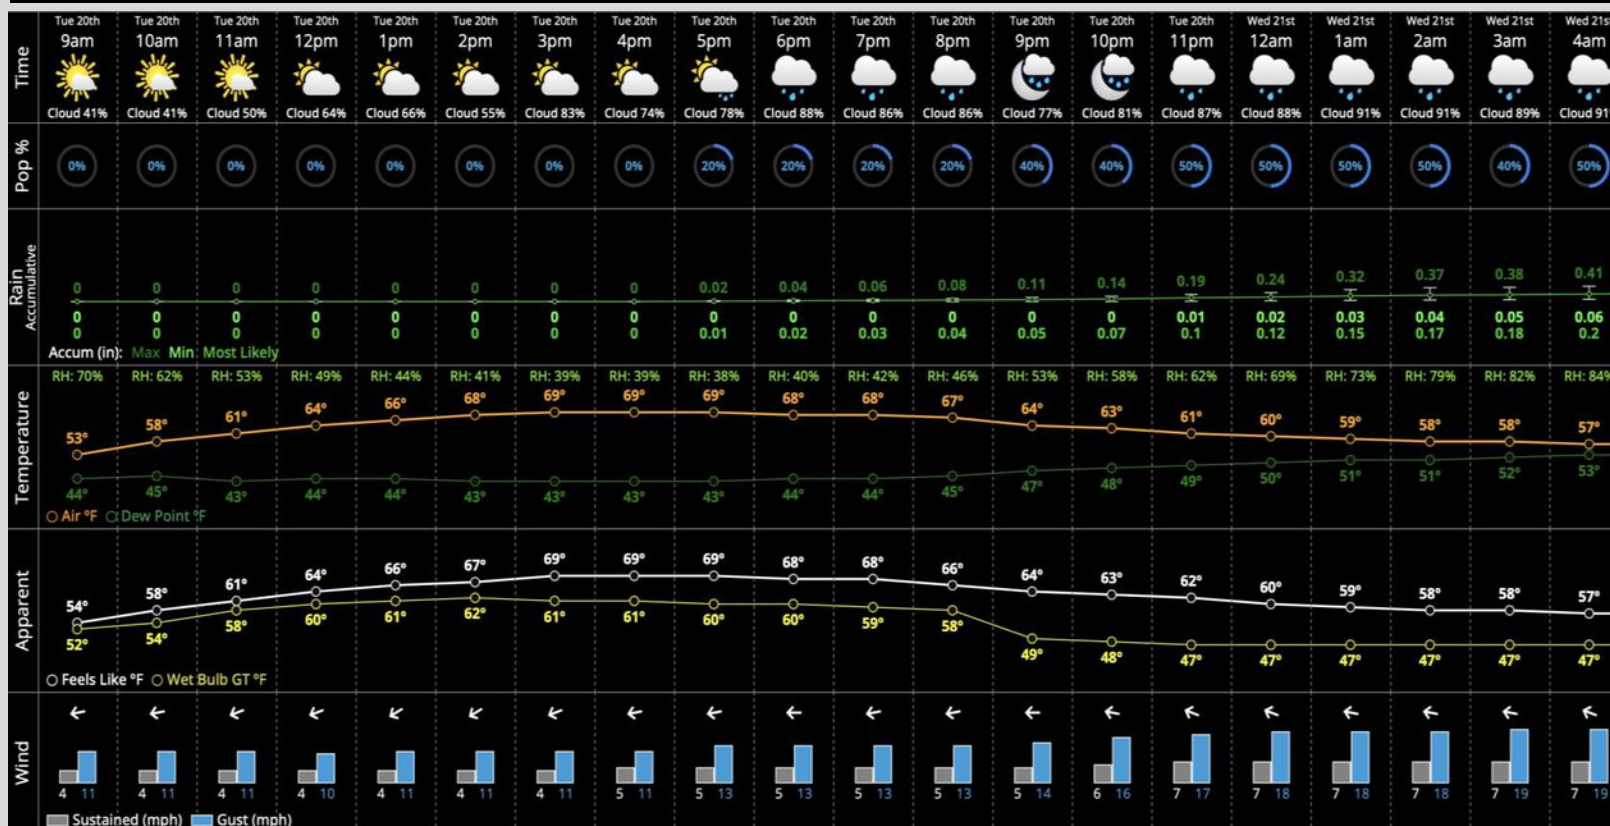 Time
Tue 20th Tue 20th Tue 20th Tue 20th Tue 20th Tue 20th Tue 20th Tue 20th Tue 20th Tue 20th Tue 20th Tue 20th Tue 20th Tue 20th Tue 20th Wed 21st Wed 21st Wed 21st Wed 21st Wed 21st
9am 10am 11am 12pm 1pm 2pm 3pm 4pm 5pm 6pm 7pm 8pm 9pm 10pm 11pm 12am 1am 2am 3am 4am
Cloud 41% Cloud 41% Cloud 50% Cloud 64% Cloud 66% Cloud 55% Cloud 83% Cloud 74% Cloud 78% Cloud 88% Cloud 86% Cloud 86% Cloud 77% Cloud 81% Cloud 87% Cloud 88% Cloud 91% Cloud 91% Cloud 89% Cloud 91
Pop %
0% 0% 0% 0% 0% 0% 0% 0% 20% 20% 20% 20% 40% 40% 50% 50% 50% 50% 40% 50%
Rain
Accumulative
0 0 0 0 0 0 0 0 0.02 0.04 0.06 0.08 0.11 0.14 0.19 0.24 0.32 0.37 0.38 0.41
0 0 0 0 0 0 0 0 0 0 0 0 0 0 0.01 0.02 0.03 0.04 0.05 0.06
0 0 0 0 0 0 0 0 0.01 0.02 0.03 0.04 0.05 0.07 0.1 0.12 0.15 0.17 0.18 0.2
Accum (in): Max Min Most Likely
Temperature
RH: 70% RH: 62% RH: 53% RH: 49% RH: 44% RH: 41% RH: 39% RH: 39% RH: 38% RH: 40% RH: 42% RH: 46% RH: 53% RH: 58% RH: 62% RH: 69% RH: 73% RH: 79% RH: 82% RH: 84%
53° 58° 61° 64° 66° 68° 69° 69° 69° 68° 68° 67° 64° 63° 61° 60° 59° 58° 58° 57°
44° 45° 43° 44° 44° 43° 43° 43° 43° 44° 44° 45° 47° 48° 49° 50° 51° 51° 52° 53°
Air °F Dew Point °F
Apparent
54° 58° 61° 64° 66° 67° 69° 69° 69° 68° 68° 66° 64° 63° 62° 60° 59° 58° 58° 57°
52° 54° 58° 60° 61° 62° 61° 61° 60° 60° 59° 58° 49° 48° 47° 47° 47° 47° 47° 47°
Feels Like °F Wet Bulb GT °F
Wind
4 11 4 11 4 11 4 10 4 11 4 11 4 11 5 11 5 13 5 13 5 13 5 13 5 14 6 16 7 17 7 18 7 18 7 18 7 19 7 19
Sustained (mph) Gust (mph)